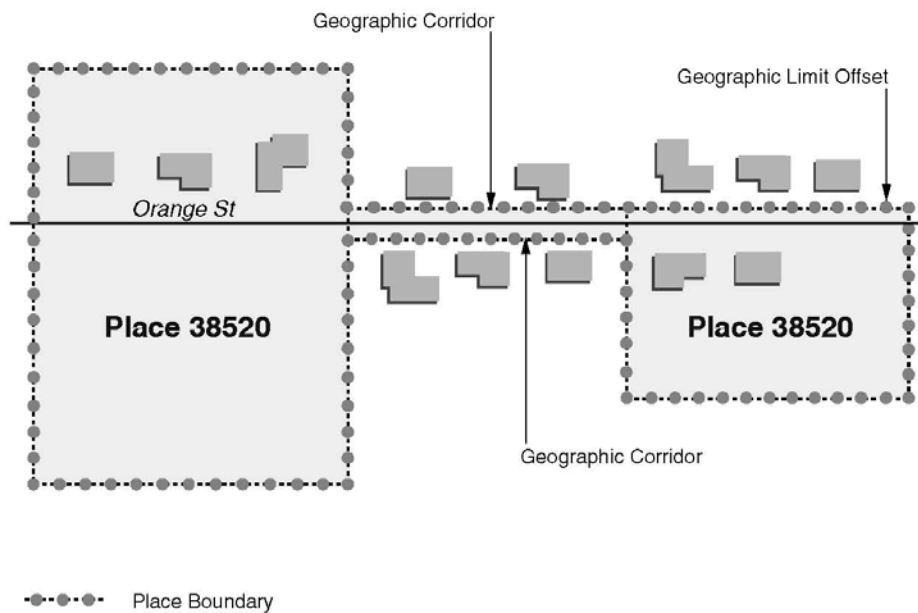 Geographic Corridor
Geographic Limit Offset
Orange St
Place 38520
Place 38520
Geographic Corridor
Place Boundary